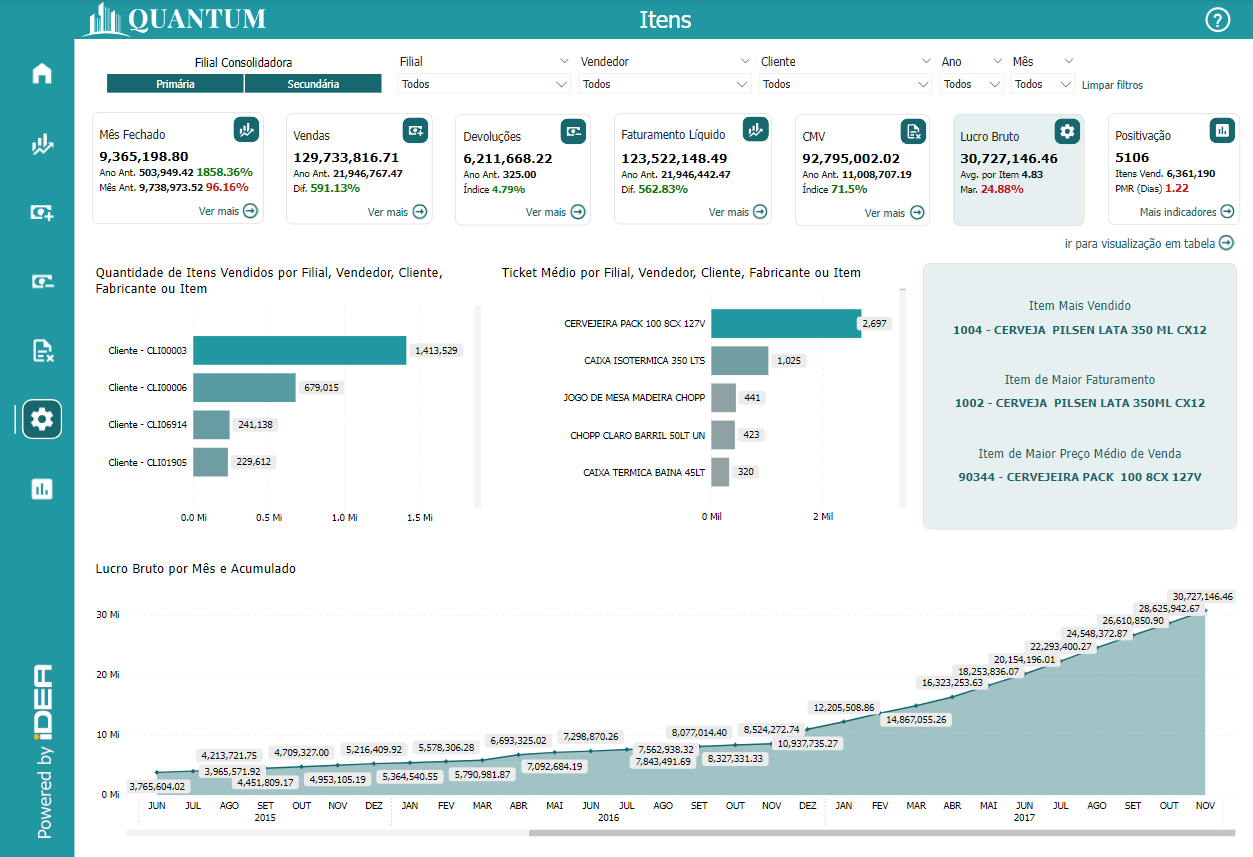 QUANTUM
Itens
?
Filial Consolidadora
Primária
Secundária
Filial
Todos
Vendedor
Todos
Cliente
Todos
Ano
Todos
Mês
Todos
Limpar filtros
Mês Fechado
9,365,198.80
Ano Ant. 503,949.42 1858.36%
Mês Ant. 9,738,973.52 96.16%
Ver mais
Vendas
129,733,816.71
Ano Ant. 21,946,767.47
Dif. 591.13%
Ver mais
Devoluções
6,211,668.22
Ano Ant. 325.00
Índice 4.79%
Ver mais
Faturamento Líquido
123,522,148.49
Ano Ant. 21,946,442.47
Dif. 562.83%
Ver mais
CMV
92,795,002.02
Ano Ant. 11,008,707.19
Índice 71.5%
Ver mais
Lucro Bruto
30,727,146.46
Avg. por Item 4.83
Mar. 24.88%
Positivação
5106
Itens Vend. 6,361,190
PMR (Dias) 1.22
Mais indicadores
ir para visualização em tabela
Quantidade de Itens Vendidos por Filial, Vendedor, Cliente,
Fabricante ou Item
Cliente - CLI00003
1,413,529
Cliente - CLI00006
679,015
Cliente - CLI06914
241,138
Cliente - CLI01905
229,612
0.0 Mi
0.5 Mi
1.0 Mi
1.5 Mi
Ticket Médio por Filial, Vendedor, Cliente, Fabricante ou Item
CERVEJEIRA PACK 100 8CX 127V
2,697
CAIXA ISOTERMICA 350 LTS
1,025
JOGO DE MESA MADEIRA CHOPP
441
CHOPP CLARO BARRIL 50LT UN
423
CAIXA TERMICA BAINA 45LT
320
0 Mil
2 Mil
Item Mais Vendido
1004 - CERVEJA PILSEN LATA 350 ML CX12
Item de Maior Faturamento
1002 - CERVEJA PILSEN LATA 350ML CX12
Item de Maior Preço Médio de Venda
90344 - CERVEJEIRA PACK 100 8CX 127V
Lucro Bruto por Mês e Acumulado
30 Mi
20 Mi
10 Mi
0 Mi
3,765,604.02
3,965,571.92
4,213,721.75
4,451,809.17
4,709,327.00
4,953,105.19
5,216,409.92
5,364,540.55
5,578,306.28
5,790,981.87
6,693,325.02
7,092,684.19
7,298,870.26
7,562,938.32
7,843,491.69
8,077,014.40
8,327,331.33
8,524,272.74
10,937,735.27
12,205,508.86
14,867,055.26
16,323,253.63
18,253,836.07
20,154,196.01
22,293,400.27
24,548,372.87
26,610,850.90
28,625,942.67
30,727,146.46
JUN JUL AGO SET OUT NOV DEZ JAN FEV MAR ABR MAI JUN JUL AGO SET OUT NOV DEZ JAN FEV MAR ABR MAI JUN JUL AGO SET OUT NOV
2015 2016 2017
Powered by iDEA